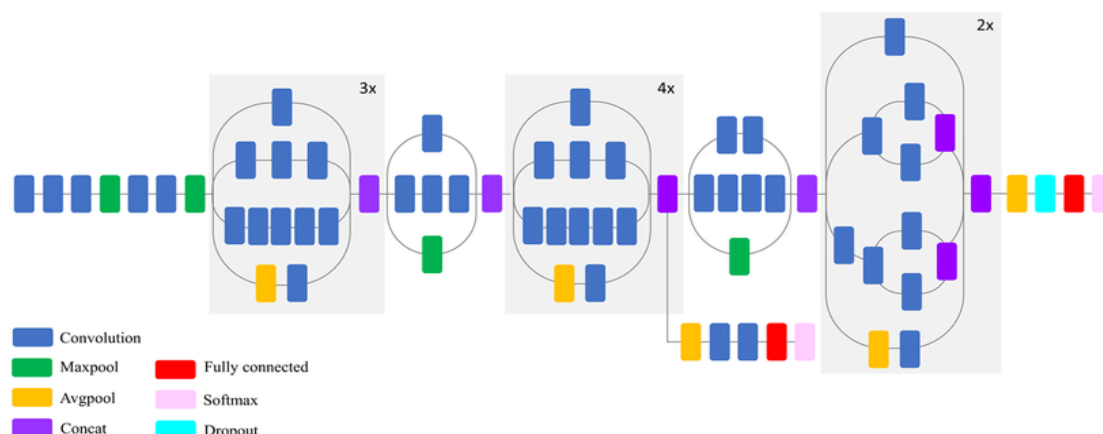 3x
4x
2x
Convolution
Maxpool
Avgpool
Concat
Fully connected
Softmax
Dropout